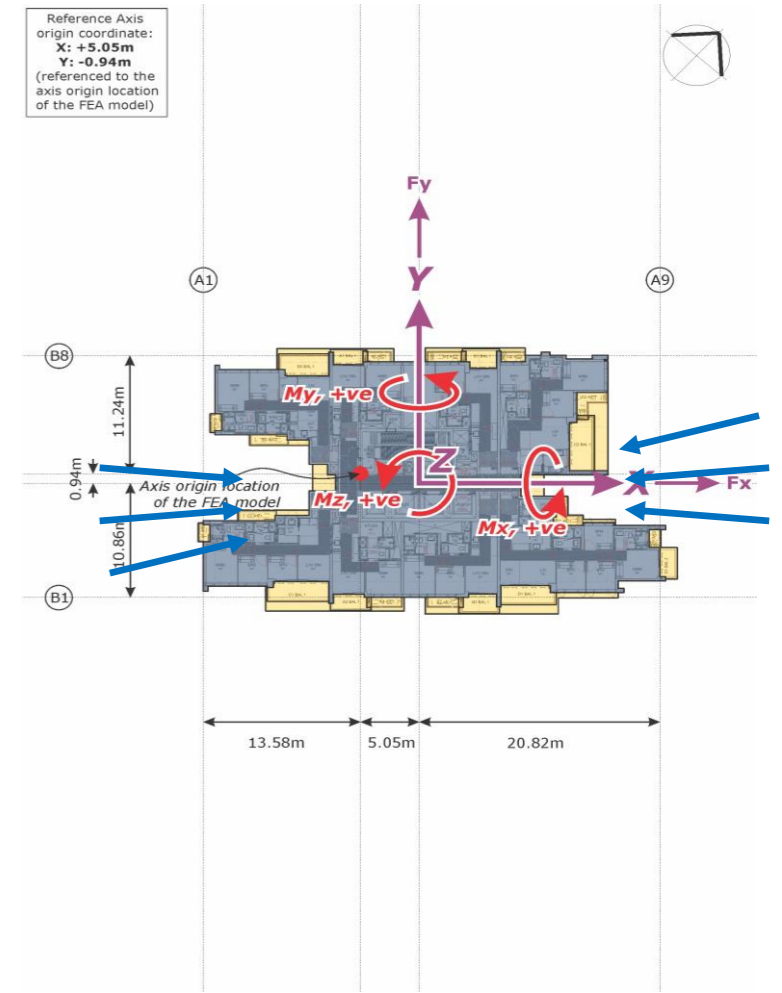 Reference Axis
origin coordinate:
X: +5.05m
Y: -0.94m
(referenced to the
axis origin location
of the FEA model)
Fy
Y
A1
A9
B8
11.24m
My, +ve
0.94m
Z
Axis origin location
of the FEA model
Mz, +ve
X
Fx
Mx, +ve
10.86m
B1
13.58m
5.05m
20.82m